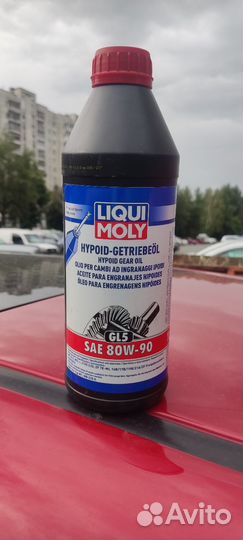 LIQUI
MOLY
HYPOID-GETRIEBEÖL
HYPOID GEAR OIL
OLIO PER CAMBI AD INGRANAGGI IPOIDI
ACEITE PARA ENGRANAJES HIPOIDES
ÓLEO PARA ENGRENAGENS HIPÓIDES
GL5
SAE 80W-90
Avito